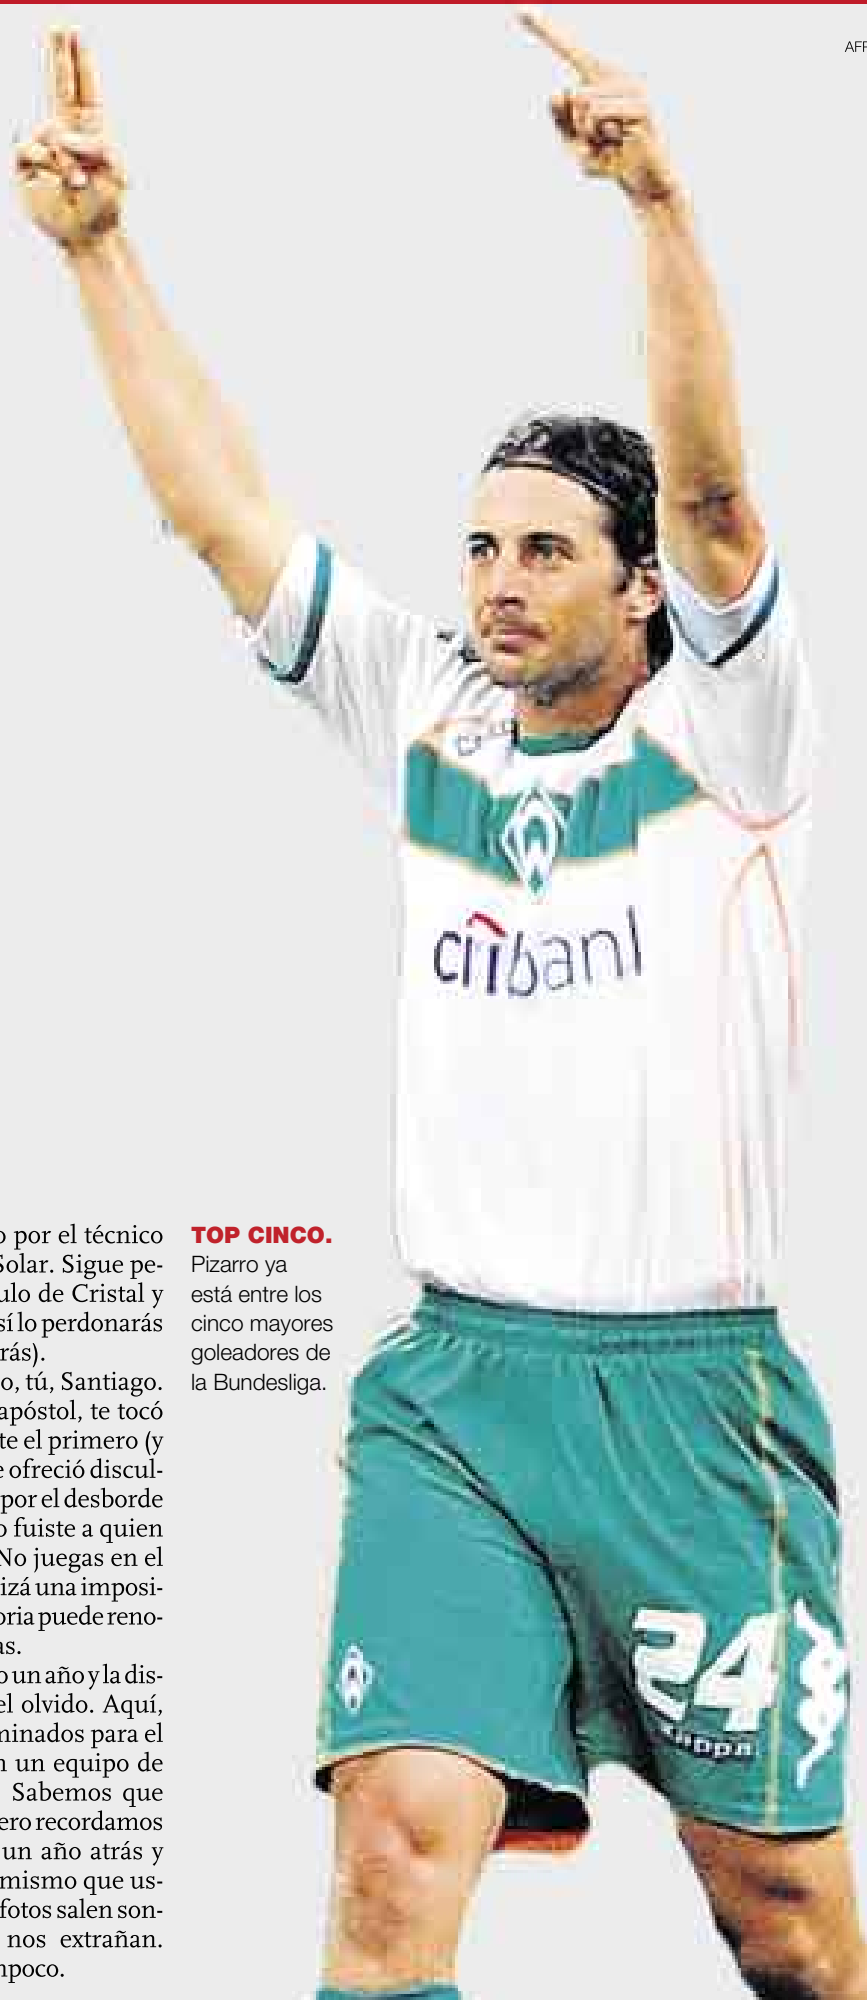 AFP
o por el técnico
Solar. Sigue pe-
ulo de Cristal y
sí lo perdonarás
rás).
o, tú, Santiago.
apóstol, te tocó
te el primero (y
e ofreció discul-
por el desborde
o fuiste a quien
No juegas en el
izá una imposi-
oria puede reno-
as.
o un año y la dis-
el olvido. Aquí,
minados para el
n un equipo de
Sabemos que
ero recordamos
un año atrás y
mismo que us-
fotos salen son-
nos extrañan.
mpoco.
TOP CINCO.
Pizarro ya
está entre los
cinco mayores
goleadores de
la Bundesliga.
citibank
24
Kappa